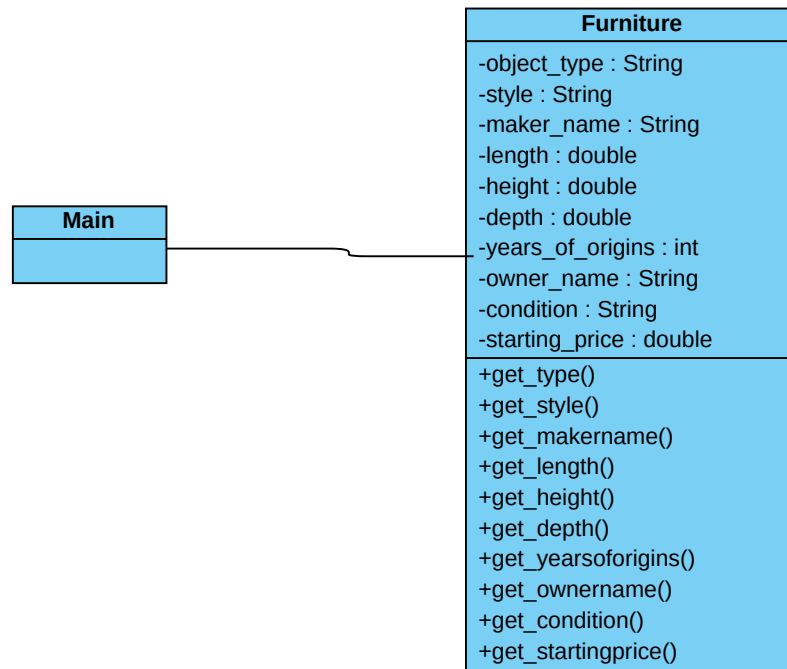 Main
Furniture
-object_type : String
-style : String
-maker_name : String
-length : double
-height : double
-depth : double
-years_of_origins : int
-owner_name : String
-condition : String
-starting_price : double
+get_type()
+get_style()
+get_makername()
+get_length()
+get_height()
+get_depth()
+get_yearsoforigins()
+get_ownername()
+get_condition()
+get_startingprice()